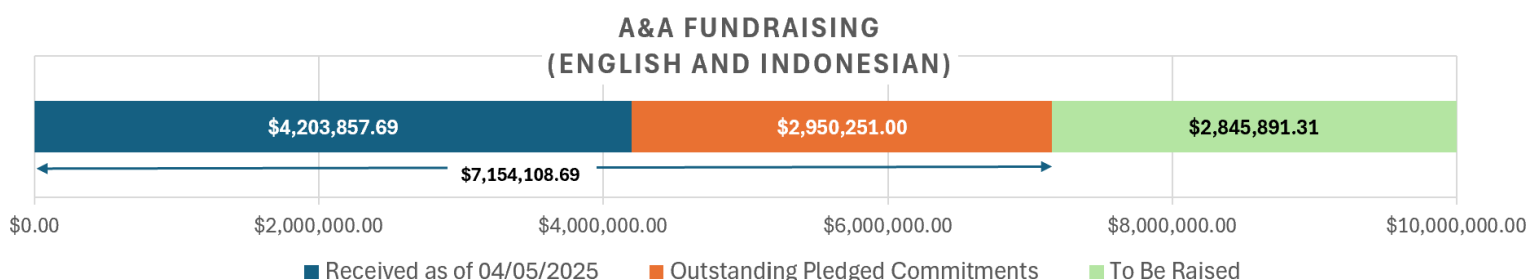 A&A FUNDRAISING
(ENGLISH AND INDONESIAN)
$4,203,857.69 $2,950,251.00 $2,845,891.31
$7,154,108.69
$0.00 $2,000,000.00 $4,000,000.00 $6,000,000.00 $8,000,000.00 $10,000,000.00
Received as of 04/05/2025 Outstanding Pledged Commitments To Be Raised